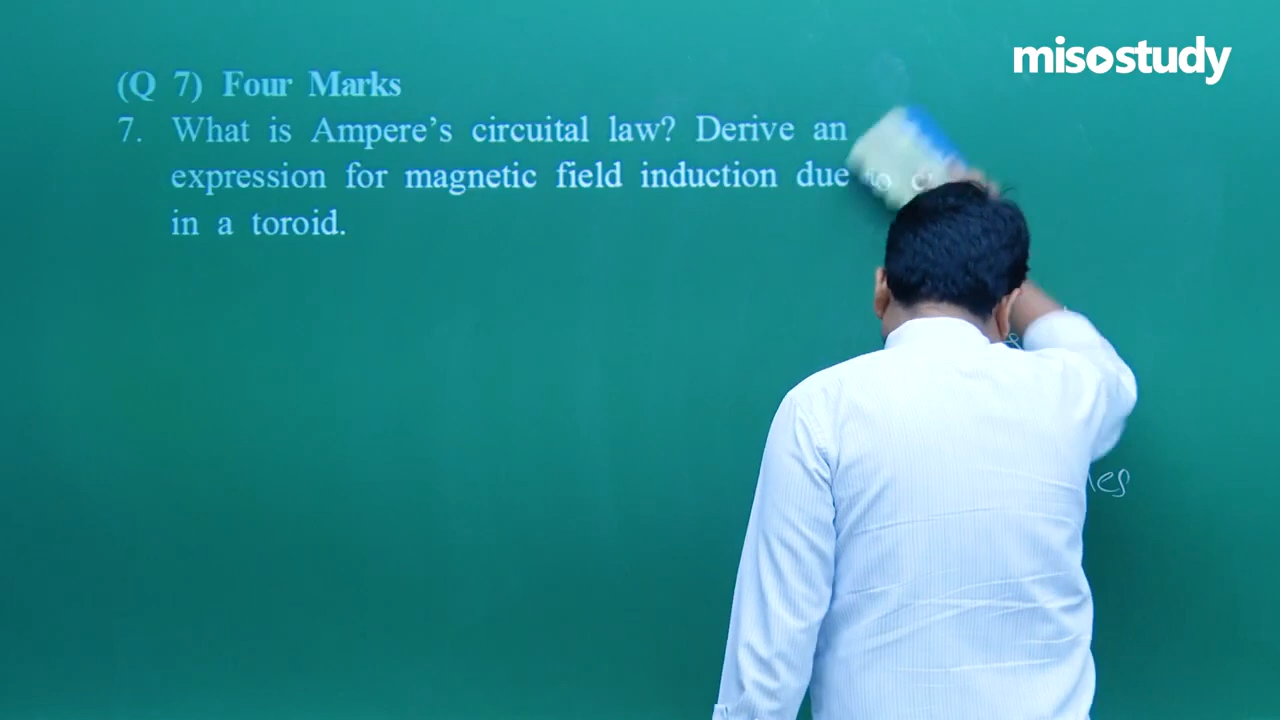 misostudy
(Q 7) Four Marks
7. What is Ampere's circuital law? Derive an
expression for magnetic field induction due to
in a toroid.